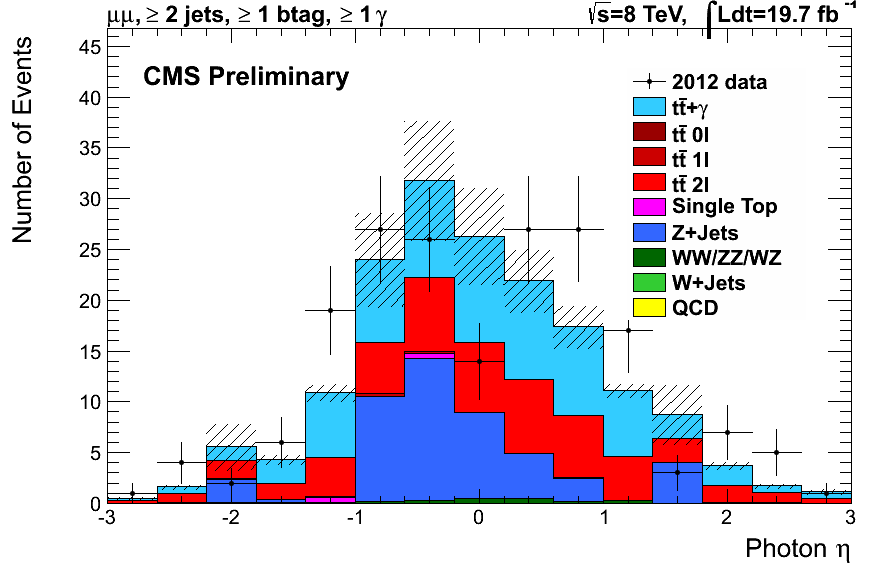 μμ, ≥ 2 jets, ≥ 1 btag, ≥ 1 γ
√s=8 TeV, ∫Ldt=19.7 fb⁻¹
CMS Preliminary
Number of Events
45
40
35
30
25
20
15
10
5
0
2012 data
tt̄+γ
tt̄ 0l
tt̄ 1l
tt̄ 2l
Single Top
Z+Jets
WW/ZZ/WZ
W+Jets
QCD
-3 -2 -1 0 1 2 3
Photon η